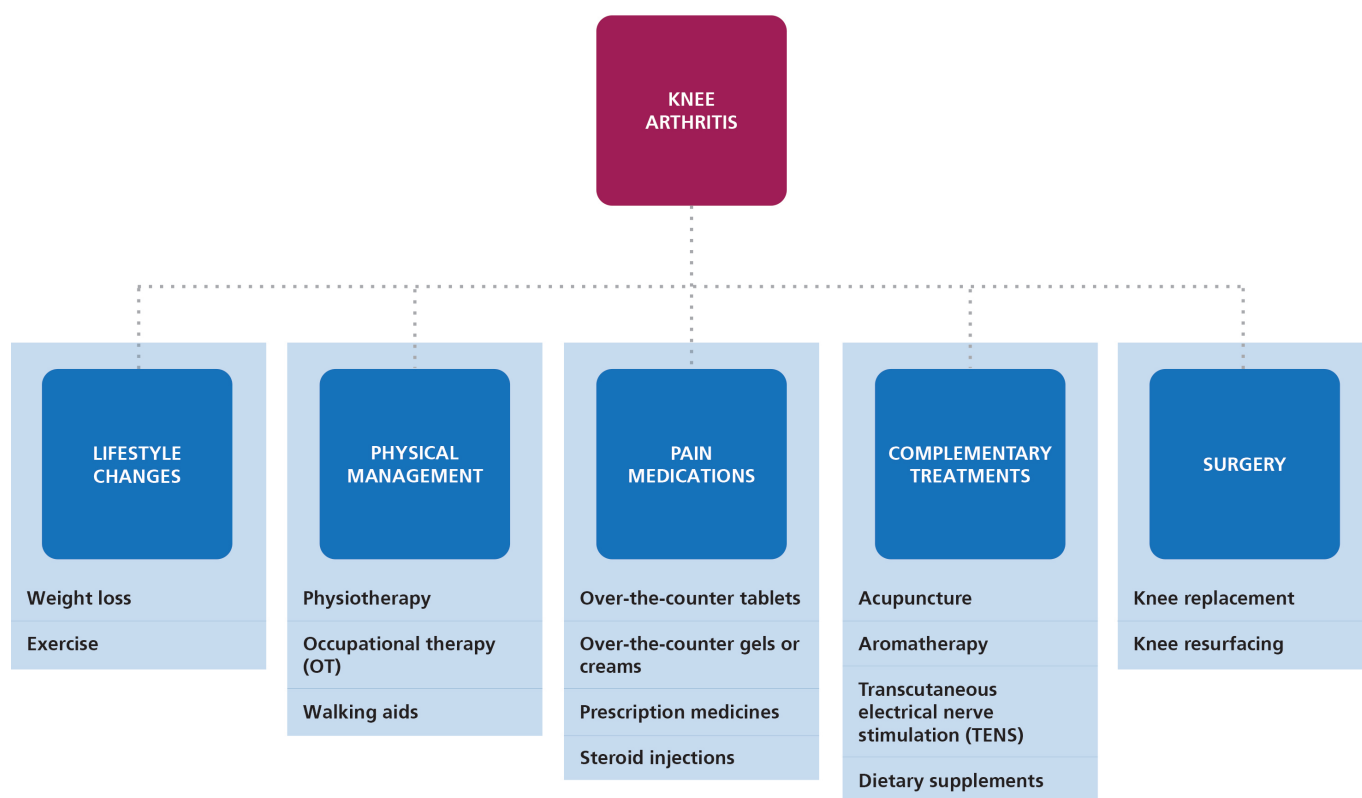 KNEE
ARTHRITIS
LIFESTYLE
CHANGES
Weight loss
Exercise
PHYSICAL
MANAGEMENT
Physiotherapy
Occupational therapy
(OT)
Walking aids
PAIN
MEDICATIONS
Over-the-counter tablets
Over-the-counter gels or
creams
Prescription medicines
Steroid injections
COMPLEMENTARY
TREATMENTS
Acupuncture
Aromatherapy
Transcutaneous
electrical nerve
stimulation (TENS)
Dietary supplements
SURGERY
Knee replacement
Knee resurfacing